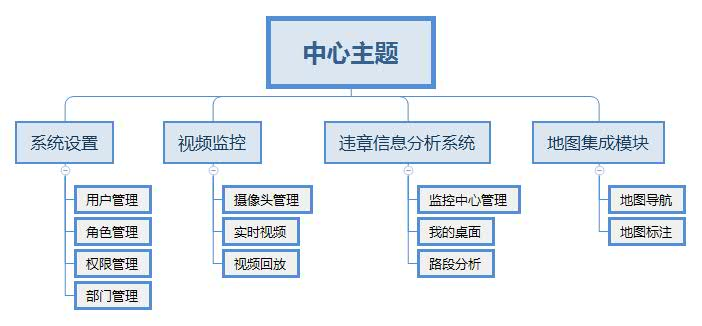 中心主题
系统设置
视频监控
违章信息分析系统
地图集成模块
用户管理
摄像头管理
监控中心管理
地图导航
角色管理
实时视频
我的桌面
地图标注
权限管理
视频回放
路段分析
部门管理